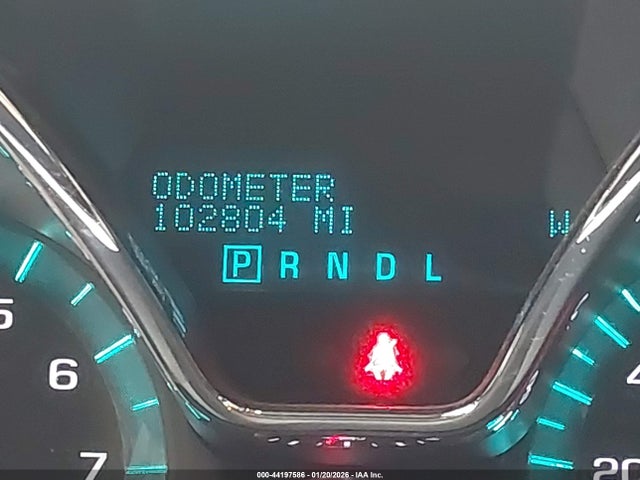 ODOMETER
102804 MI
W
P R N D L
5
6
7
4
20
000-44197586 - 01/20/2026 - IAA Inc.